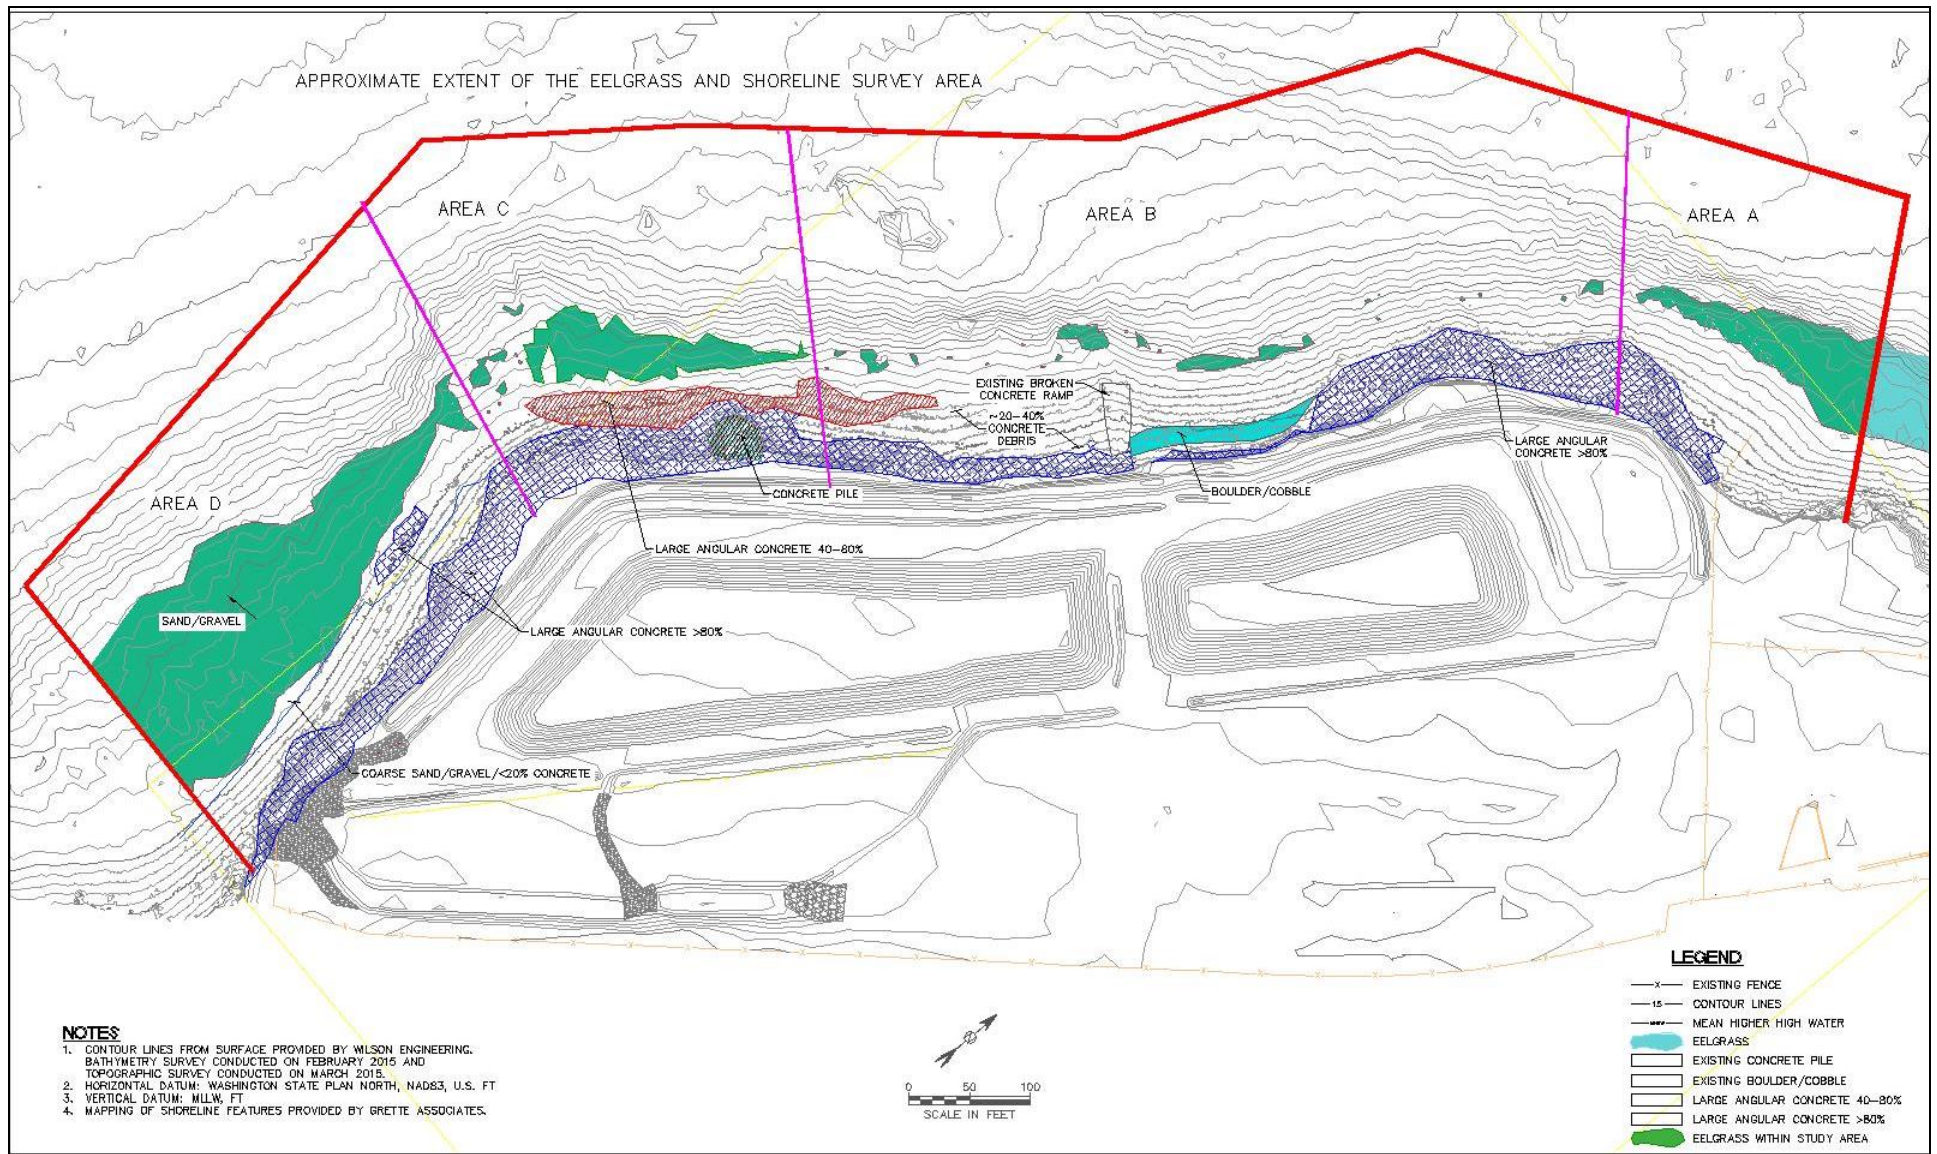 APPROXIMATE EXTENT OF THE EELGRASS AND SHORELINE SURVEY AREA
AREA C
AREA B
AREA A
EXISTING BROKEN
CONCRETE RAMP
~20-40%
CONCRETE
DEBRIS
LARGE ANGULAR
CONCRETE >80%
AREA D
CONCRETE PILE
BOULDER/COBBLE
LARGE ANGULAR CONCRETE 40-80%
SAND/GRAVEL
LARGE ANGULAR CONCRETE >80%
COARSE SAND/GRAVEL/<20% CONCRETE
NOTES
1. CONTOUR LINES FROM SURFACE PROVIDED BY WILSON ENGINEERING.
BATHYMETRY SURVEY CONDUCTED ON FEBRUARY 2015 AND
TOPOGRAPHIC SURVEY CONDUCTED ON MARCH 2015.
2. HORIZONTAL DATUM: WASHINGTON STATE PLAN NORTH, NAD83, U.S. FT
3. VERTICAL DATUM: MLLW, FT
4. MAPPING OF SHORELINE FEATURES PROVIDED BY GRETTE ASSOCIATES.
0 50 100
SCALE IN FEET
LEGEND
X EXISTING FENCE
15 CONTOUR LINES
MEAN HIGHER HIGH WATER
EELGRASS
EXISTING CONCRETE PILE
EXISTING BOULDER/COBBLE
LARGE ANGULAR CONCRETE 40-80%
LARGE ANGULAR CONCRETE >80%
EELGRASS WITHIN STUDY AREA